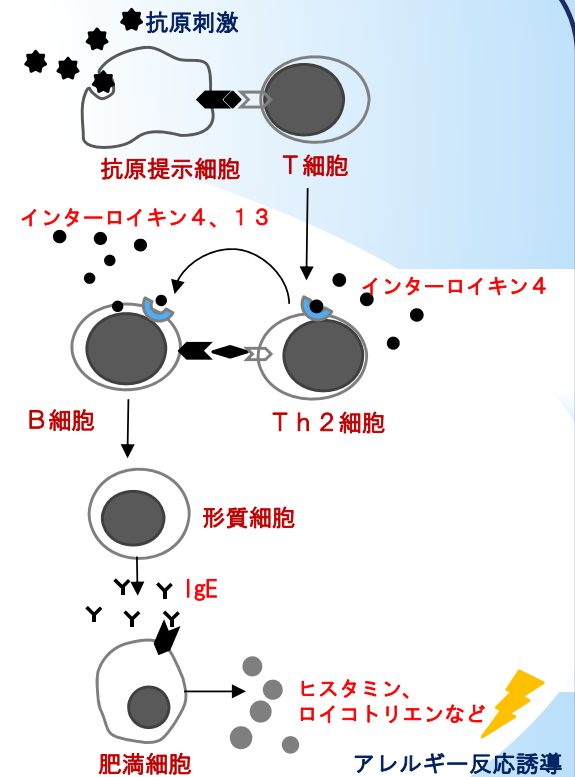 抗原刺激
抗原提示細胞
T細胞
インターロイキン4、13
インターロイキン4
B細胞
Th2細胞
形質細胞
IgE
ヒスタミン、
ロイコトリエンなど
肥満細胞
アレルギー反応誘導